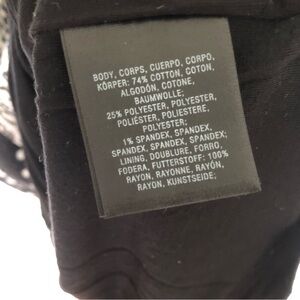 BODY, CORPS, CUERPO, CORPO,
KÖRPER: 74% COTTON, COTON,
ALGODÓN, COTONE,
BAUMWOLLE;
25% POLYESTER, POLYESTER,
POLIÉSTER, POLIESTERE,
POLYESTER;
1% SPANDEX, SPANDEX,
SPANDEX, SPANDEX, SPANDEX;
LINING, DOUBLURE, FORRO,
FODERA, FUTTERSTOFF: 100%
RAYON, RAYONNE, RAYÓN,
RAYON, KUNSTSEIDE;